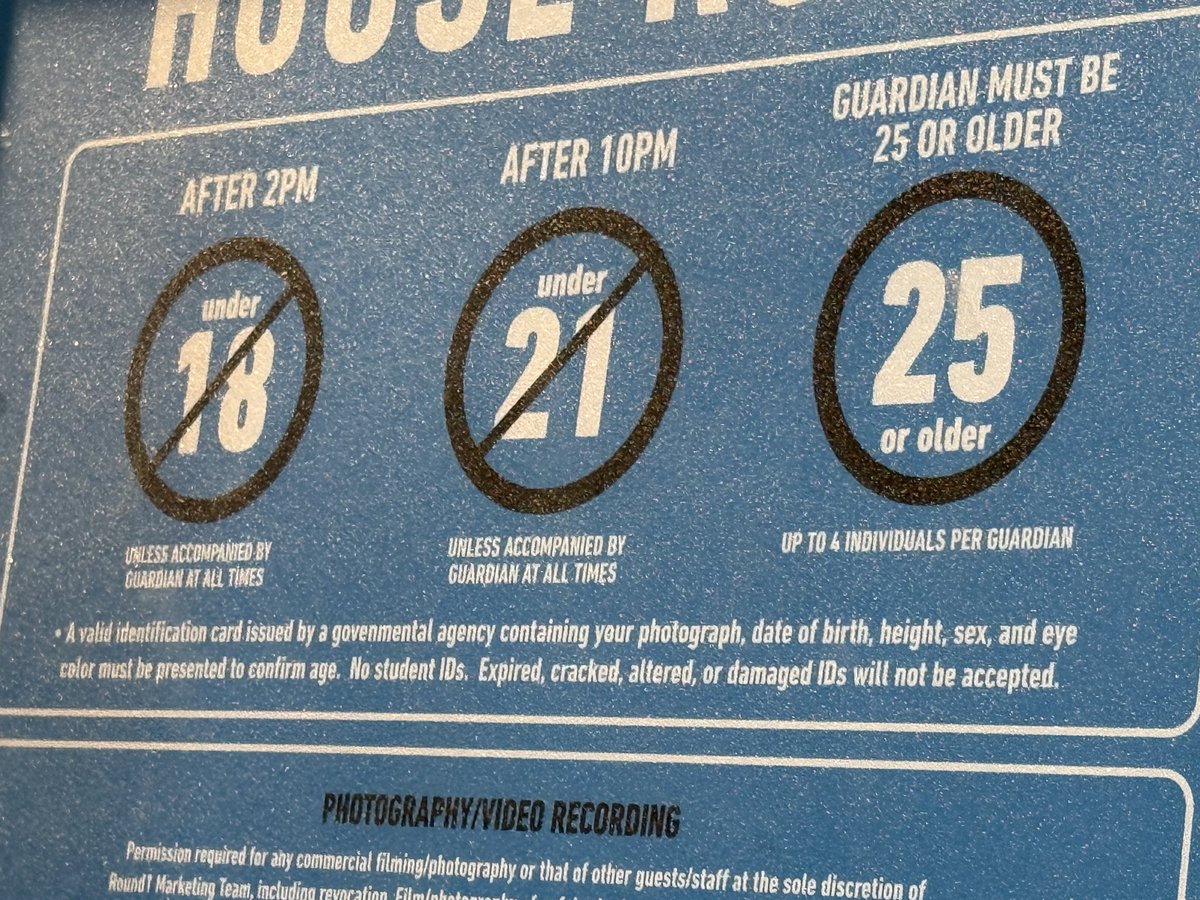 HOUSE
AFTER 2PM
under
18
UNLESS ACCOMPANIED BY
GUARDIAN AT ALL TIMES
AFTER 10PM
under
21
UNLESS ACCOMPANIED BY
GUARDIAN AT ALL TIMES
GUARDIAN MUST BE
25 OR OLDER
25
or older
UP TO 4 INDIVIDUALS PER GUARDIAN
• A valid identification card issued by a govenmental agency containing your photograph, date of birth, height, sex, and eye
color must be presented to confirm age. No student IDs. Expired, cracked, altered, or damaged IDs will not be accepted.
PHOTOGRAPHY/VIDEO RECORDING
Permission required for any commercial filming/photography or that of other guests/staff at the sole discretion of
Round1 Marketing Team, including revocation.